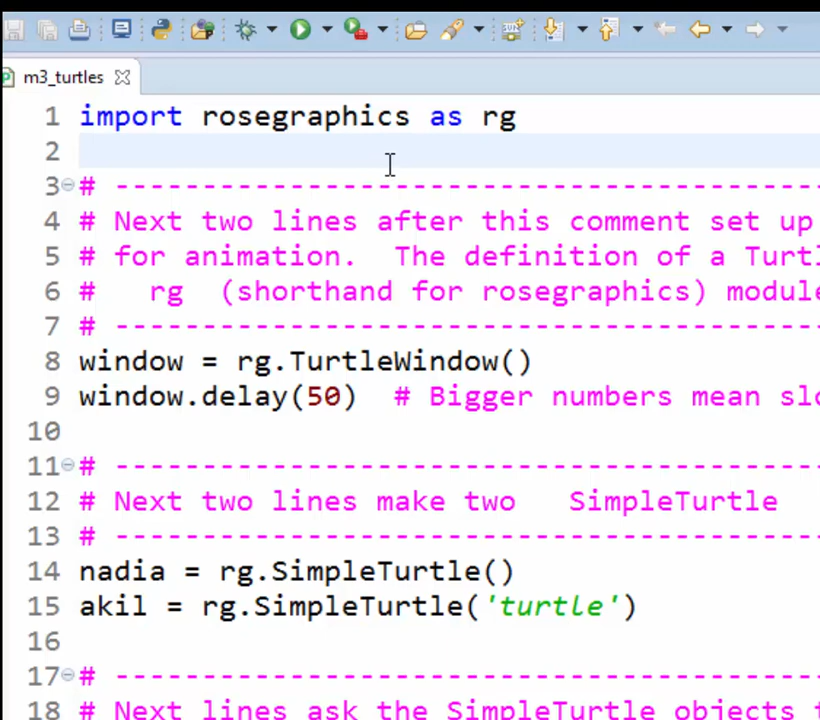 m3_turtles
1 import rosegraphics as rg
2
3 # ----------------------------------------
4 # Next two lines after this comment set up
5 # for animation.  The definition of a Turtl
6 #   rg  (shorthand for rosegraphics) module
7 # ----------------------------------------
8 window = rg.TurtleWindow()
9 window.delay(50)  # Bigger numbers mean slo
10
11 # ----------------------------------------
12 # Next two lines make two   SimpleTurtle
13 # ----------------------------------------
14 nadia = rg.SimpleTurtle()
15 akil = rg.SimpleTurtle('turtle')
16
17 # ----------------------------------------
18 # Next lines ask the SimpleTurtle objects